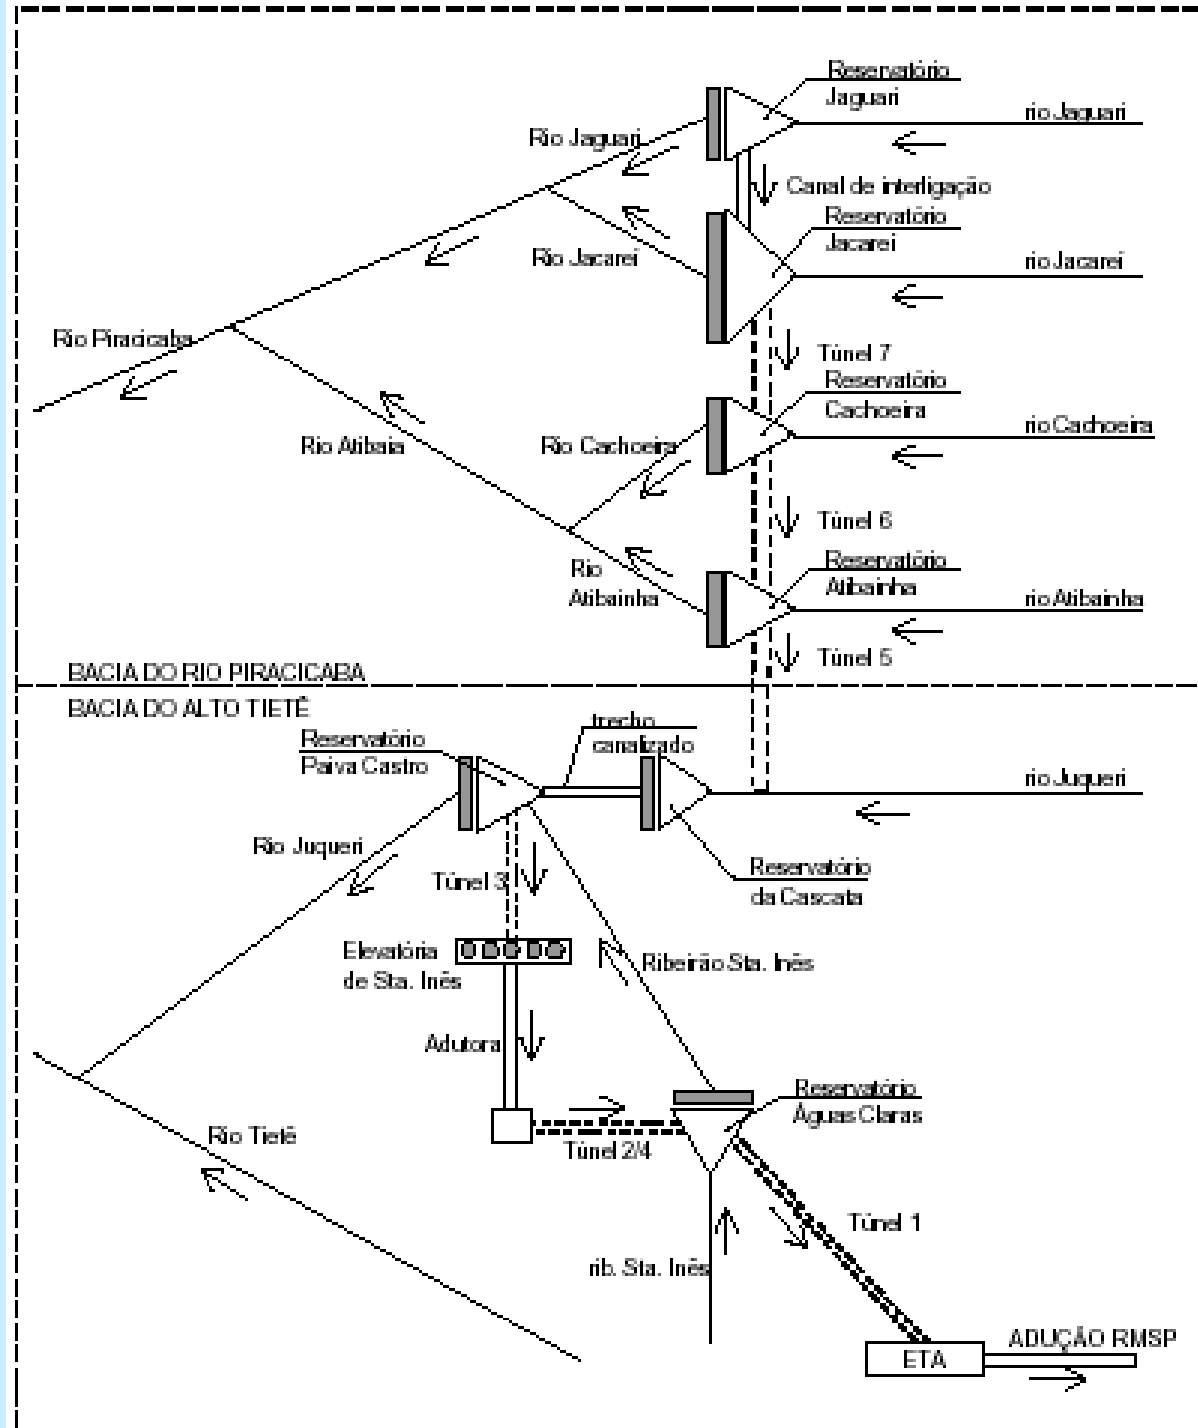 Reservatório
Jaguari
rio Jaguari
Rio Jaguari
Canal de interligação
Reservatório
Jacareí
Rio Jacareí
rio Jacareí
Rio Piracicaba
Túnel 7
Reservatório
Cachoeira
rio Cachoeira
Rio Atibaia
Rio Cachoeira
Túnel 6
Reservatório
Atibainha
Rio
Atibainha
rio Atibainha
Túnel 5
BACIA DO RIO PIRACICABA
BACIA DO ALTO TIETÊ
trecho
canalizado
Reservatório
Paiva Castro
rio Juqueri
Rio Juqueri
Reservatório
da Cascata
Túnel 3
Elevatória
de Sta. Inês
Ribeirão Sta. Inês
Adutora
Reservatório
Águas Claras
Rio Tietê
Túnel 2/4
Túnel 1
rib. Sta. Inês
ADUÇÃO RMSP
ETA